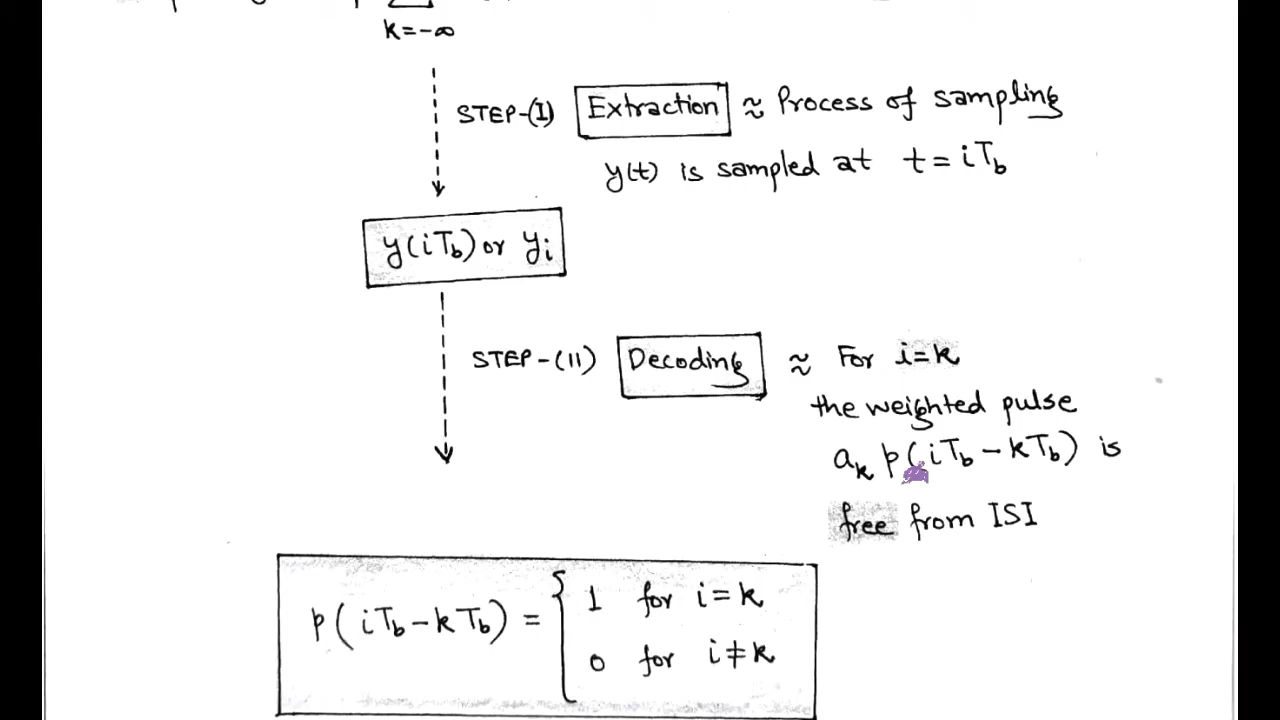 k=-∞
STEP-(I) Extraction ≈ Process of sampling
y(t) is sampled at t = iT_b
y(iT_b) or y_i
STEP-(II) Decoding ≈ For i=k
the weighted pulse
a_k p(iT_b - kT_b) is
free from ISI
p(iT_b - kT_b) = { 1 for i = k
0 for i ≠ k